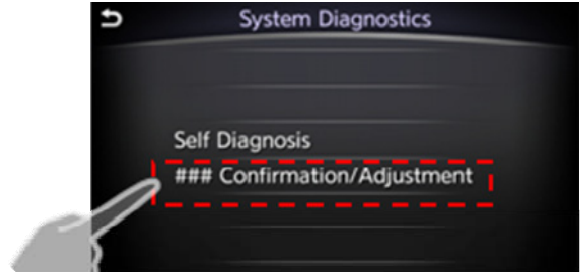 System Diagnostics
Self Diagnosis
### Confirmation/Adjustment